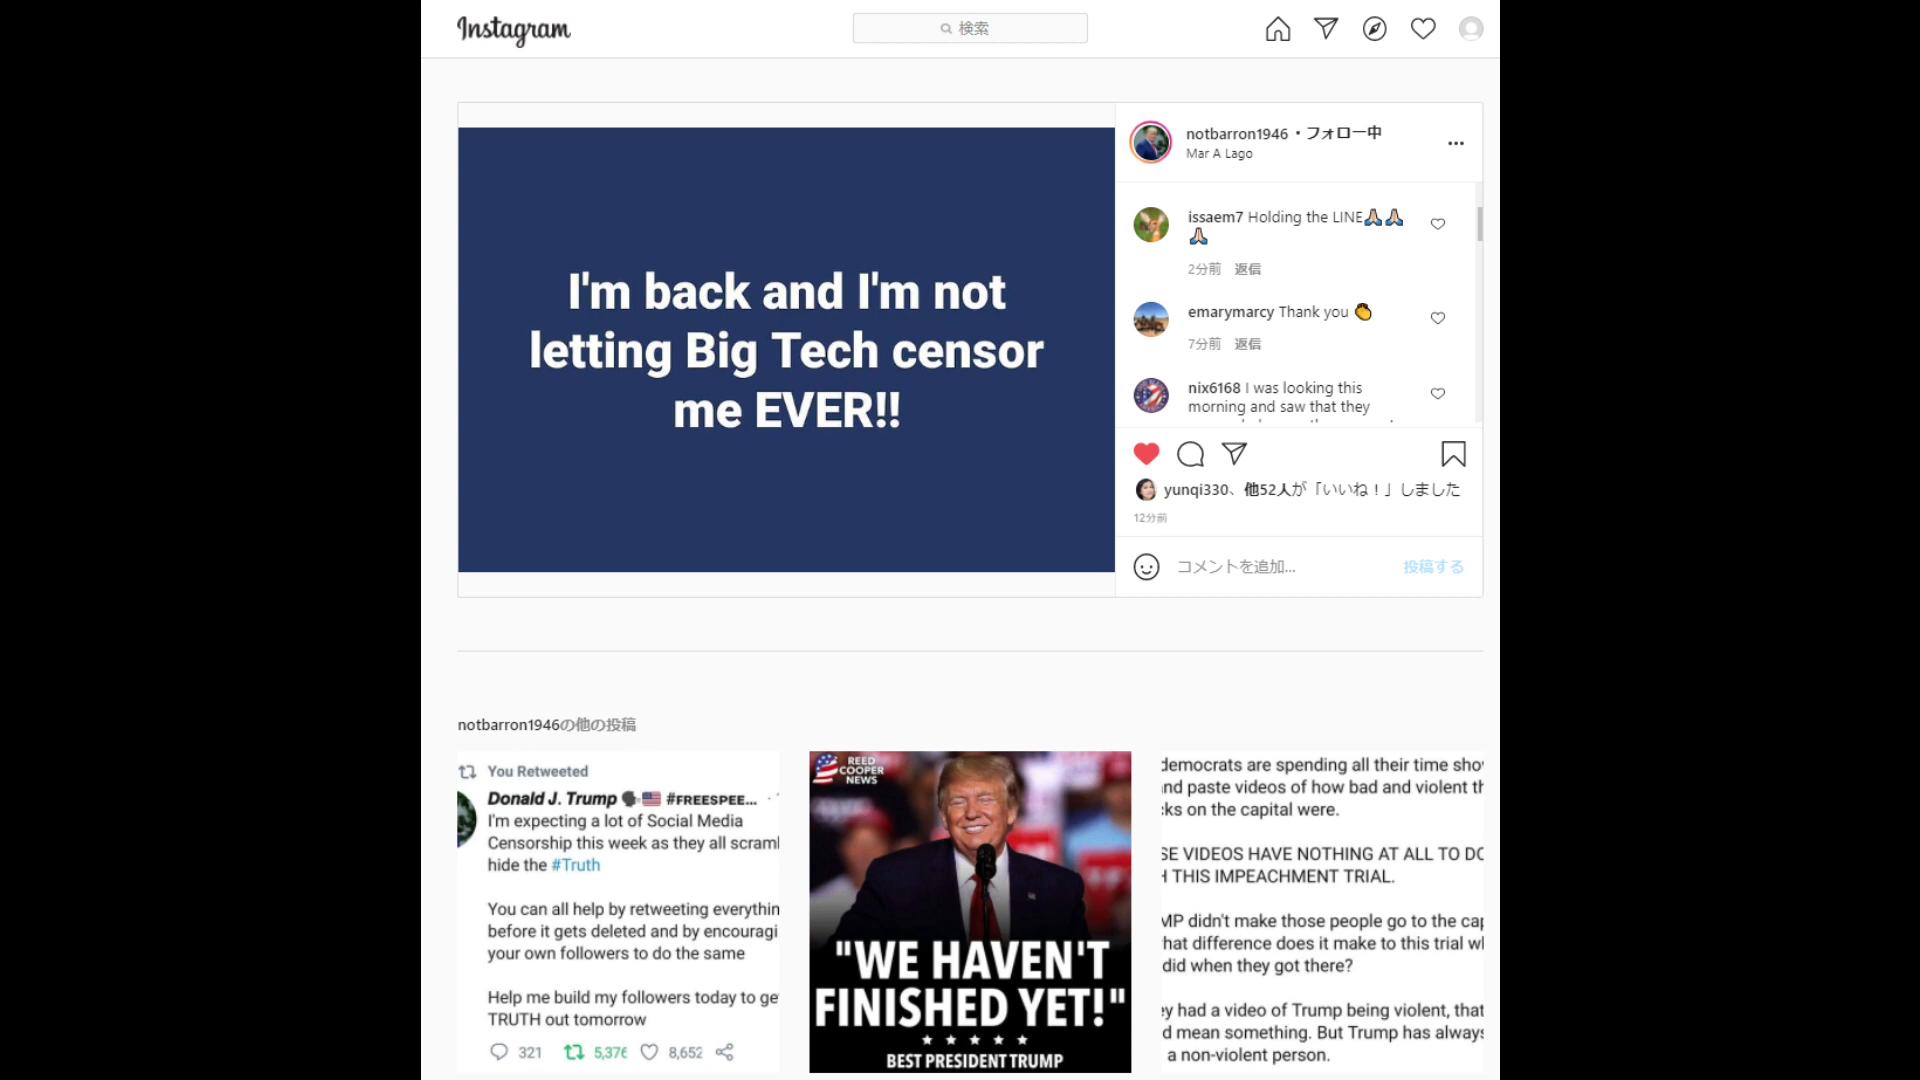 Instagram
検索
I'm back and I'm not
letting Big Tech censor
me EVER!!
notbarron1946 • フォロー中
Mar A Lago
issaem7 Holding the LINE🙏🙏
🙏
2分前 返信
emarymarcy Thank you 👏
7分前 返信
nix6168 I was looking this
morning and saw that they
yunqi330、他52人が「いいね！」しました
12分前
コメントを追加...
投稿する
notbarron1946の他の投稿
You Retweeted
Donald J. Trump 🗣🇺🇸 #FREESPEE...
I'm expecting a lot of Social Media
Censorship this week as they all scraml
hide the #Truth
You can all help by retweeting everythin
before it gets deleted and by encouragi
your own followers to do the same
Help me build my followers today to ge
TRUTH out tomorrow
321 5,376 8,652
REED
COOPER
NEWS
"WE HAVEN'T
FINISHED YET!"
★ ★ ★ ★ ★
BEST PRESIDENT TRUMP
democrats are spending all their time show
nd paste videos of how bad and violent th
ks on the capital were.
SE VIDEOS HAVE NOTHING AT ALL TO DO
H THIS IMPEACHMENT TRIAL.
MP didn't make those people go to the cap
hat difference does it make to this trial wh
did when they got there?
ey had a video of Trump being violent, that
d mean something. But Trump has always
a non-violent person.